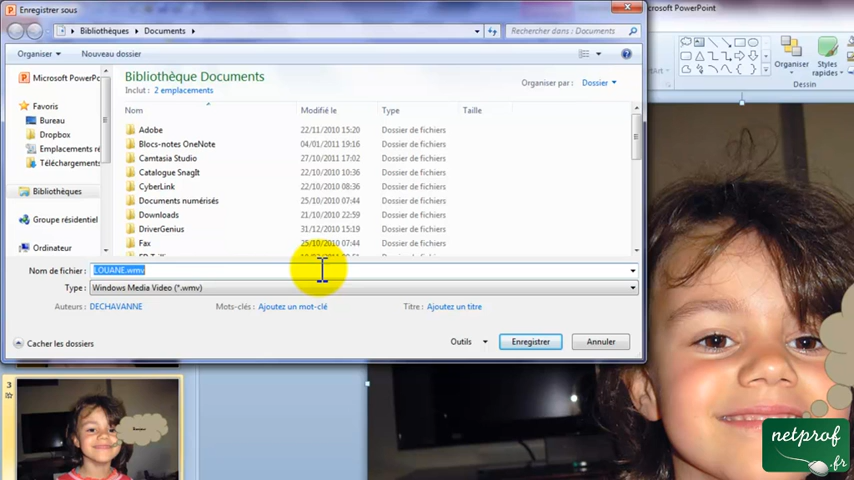 Enregistrer sous
Microsoft PowerPoint
Bibliothèques
Documents
Rechercher dans : Documents
Organiser
Nouveau dossier
Microsoft PowerPo
Favoris
Bureau
Dropbox
Emplacements ré
Téléchargements
Bibliothèques
Groupe résidentiel
Ordinateur
Bibliothèque Documents
Inclut : 2 emplacements
Organiser par : Dossier
Nom Modifié le Type Taille
Adobe 22/11/2010 15:20 Dossier de fichiers
Blocs-notes OneNote 04/01/2011 19:16 Dossier de fichiers
Camtasia Studio 27/10/2011 17:02 Dossier de fichiers
Catalogue SnagIt 22/10/2010 10:36 Dossier de fichiers
CyberLink 22/10/2010 08:36 Dossier de fichiers
Documents numérisés 25/10/2010 07:44 Dossier de fichiers
Downloads 21/10/2010 22:59 Dossier de fichiers
DriverGenius 31/12/2010 15:19 Dossier de fichiers
Fax 25/10/2010 07:44 Dossier de fichiers
Nom de fichier : LOUANE.wmv
Type : Windows Media Video (*.wmv)
Auteurs : DECHAVANNE Mots-clés : Ajoutez un mot-clé Titre : Ajoutez un titre
Cacher les dossiers
Outils
Enregistrer
Annuler
Organiser
Styles
rapides
Dessin
3
netprof
.fr